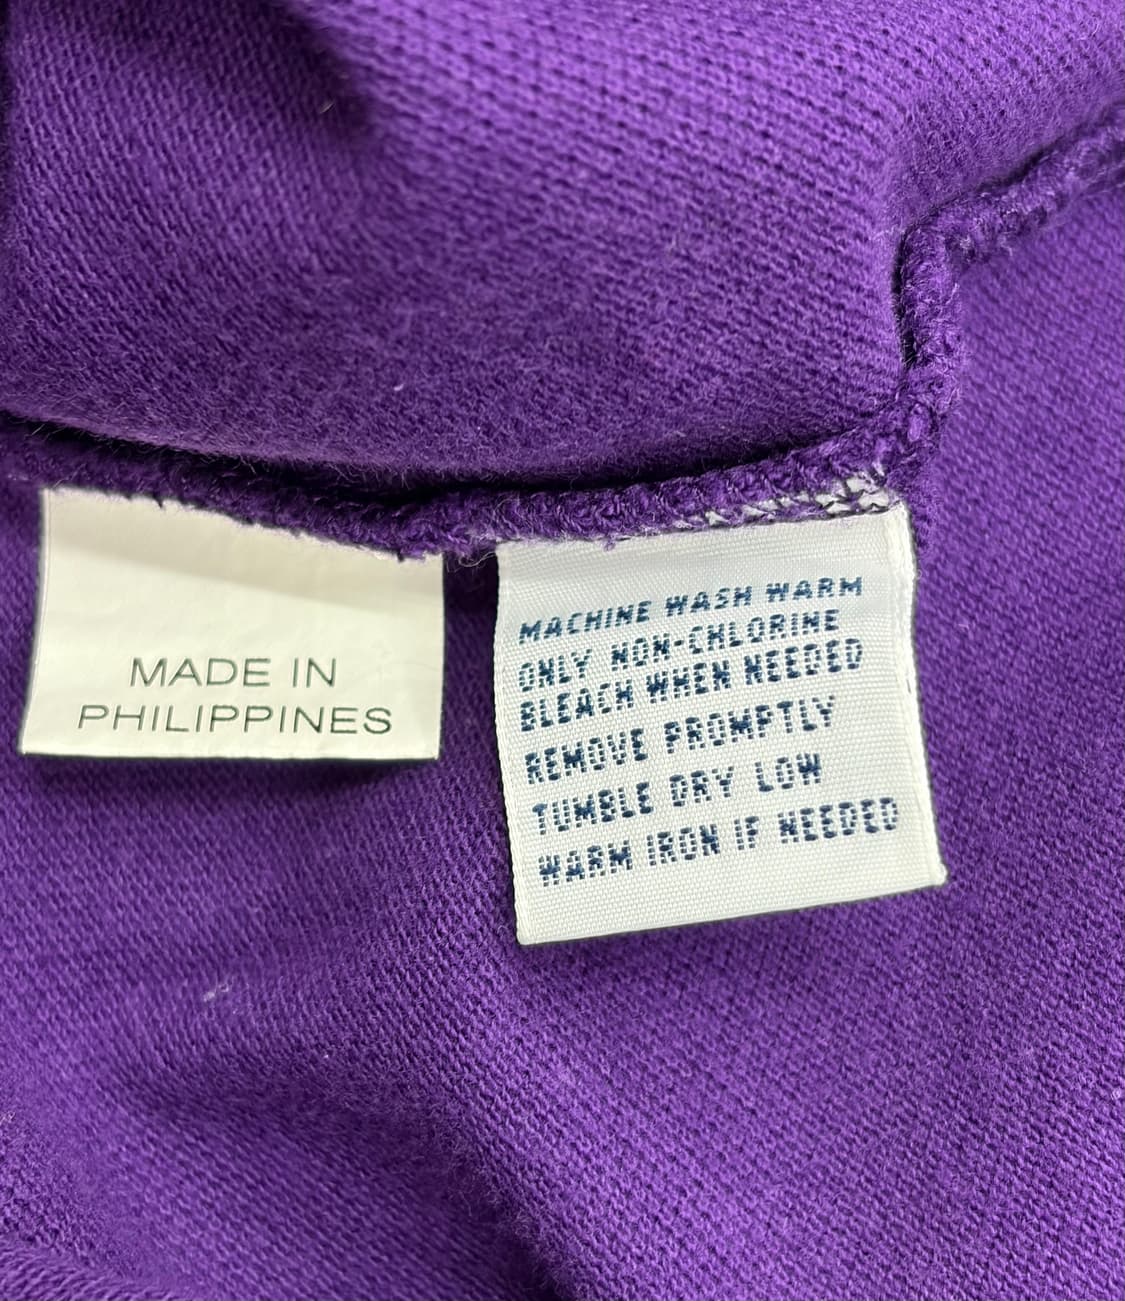 MADE IN
PHILIPPINES
MACHINE WASH WARM
ONLY NON-CHLORINE
BLEACH WHEN NEEDED
REMOVE PROMPTLY
TUMBLE DRY LOW
WARM IRON IF NEEDED